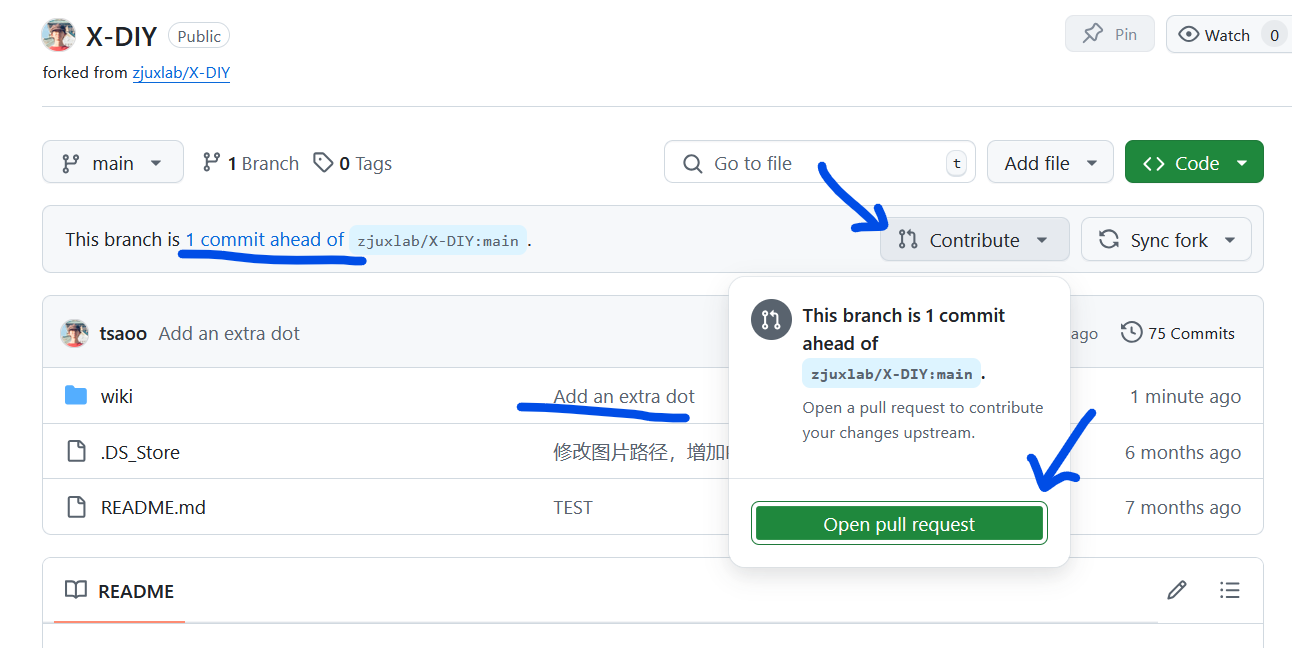 X-DIY Public Pin Watch 0
forked from zjuxlab/X-DIY
main 1 Branch 0 Tags Go to file t Add file Code
This branch is 1 commit ahead of zjuxlab/X-DIY:main . Contribute Sync fork
This branch is 1 commit
ahead of
zjuxlab/X-DIY:main .
Open a pull request to contribute
your changes upstream.
Open pull request
tsaoo Add an extra dot ago 75 Commits
wiki Add an extra dot 1 minute ago
.DS_Store 修改图片路径，增加 6 months ago
README.md TEST 7 months ago
README